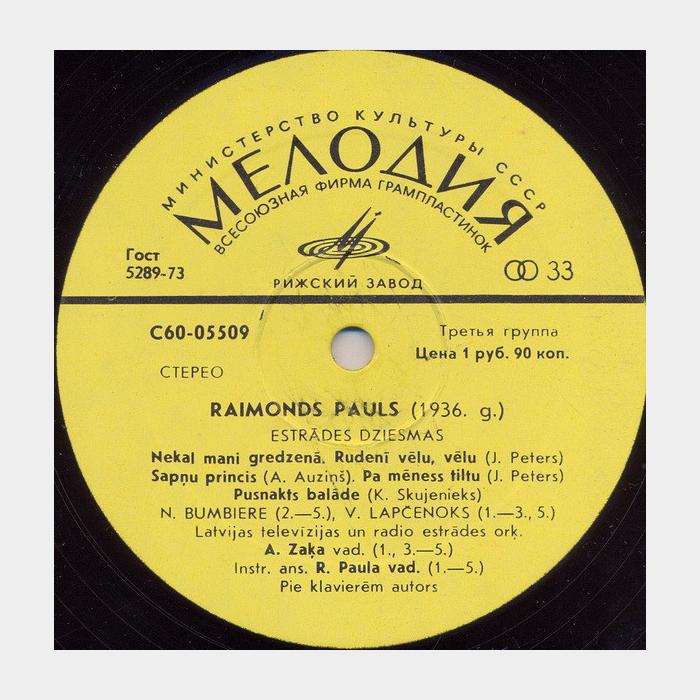 МИНИСТЕРСТВО КУЛЬТУРЫ СССР
МЕЛОДИЯ
ВСЕСОЮЗНАЯ ФИРМА ГРАМПЛАСТИНОК
Гост
5289-73
33
РИЖСКИЙ ЗАВОД
С60-05509
Третья группа
Цена 1 руб. 90 коп.
СТЕРЕО
RAIMONDS PAULS (1936. g.)
ESTRĀDES DZIESMAS
Nekal mani gredzenā. Rudenī vēlu, vēlu (J. Peters)
Sapņu princis (A. Auziņš). Pa mēness tiltu (J. Peters)
Pusnakts balāde (K. Skujenieks)
N. BUMBIERE (2.—5.), V. LAPČENOKS (1.—3., 5.)
Latvijas televīzijas un radio estrādes orķ.
A. Zaķa vad. (1., 3.—5.)
Instr. ans. R. Paula vad. (1.—5.)
Pie klavierēm autors